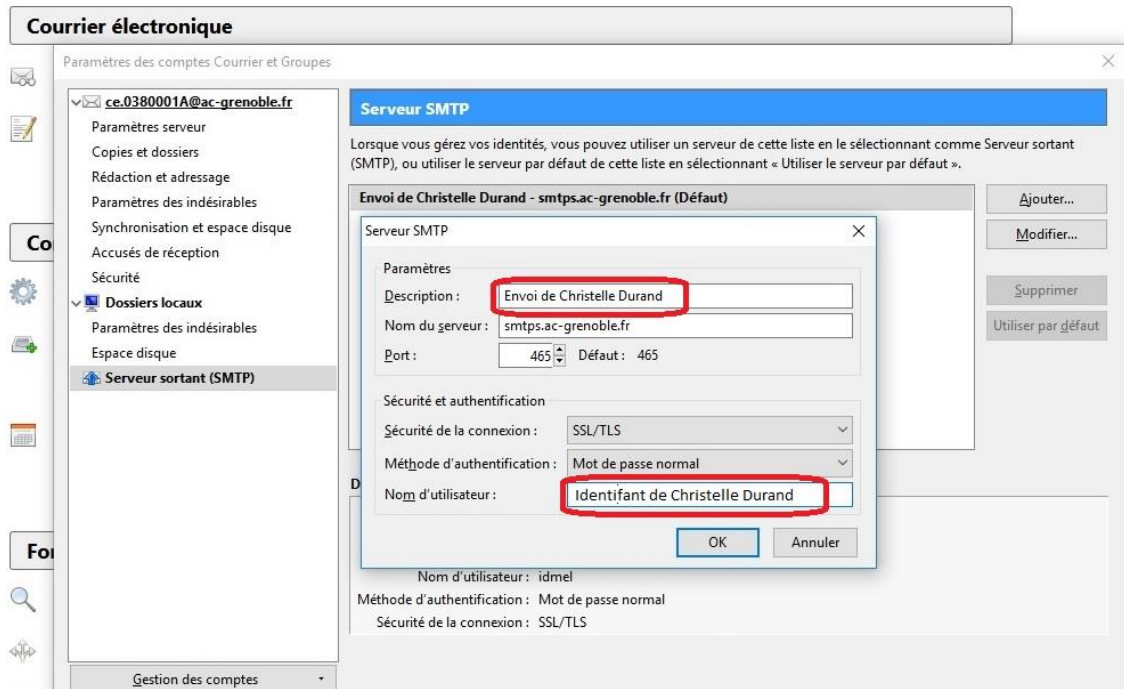 Courrier électronique
Paramètres des comptes Courrier et Groupes
ce.0380001A@ac-grenoble.fr
Paramètres serveur
Copies et dossiers
Rédaction et adressage
Paramètres des indésirables
Synchronisation et espace disque
Accusés de réception
Sécurité
Dossiers locaux
Paramètres des indésirables
Espace disque
Serveur sortant (SMTP)
Gestion des comptes
Serveur SMTP
Lorsque vous gérez vos identités, vous pouvez utiliser un serveur de cette liste en le sélectionnant comme Serveur sortant
(SMTP), ou utiliser le serveur par défaut de cette liste en sélectionnant « Utiliser le serveur par défaut ».
Envoi de Christelle Durand - smtps.ac-grenoble.fr (Défaut)
Ajouter...
Modifier...
Supprimer
Utiliser par défaut
Serveur SMTP
Paramètres
Description : Envoi de Christelle Durand
Nom du serveur : smtps.ac-grenoble.fr
Port : 465 Défaut : 465
Sécurité et authentification
Sécurité de la connexion : SSL/TLS
Méthode d'authentification : Mot de passe normal
Nom d'utilisateur : Identifant de Christelle Durand
OK Annuler
Nom d'utilisateur : idmel
Méthode d'authentification : Mot de passe normal
Sécurité de la connexion : SSL/TLS